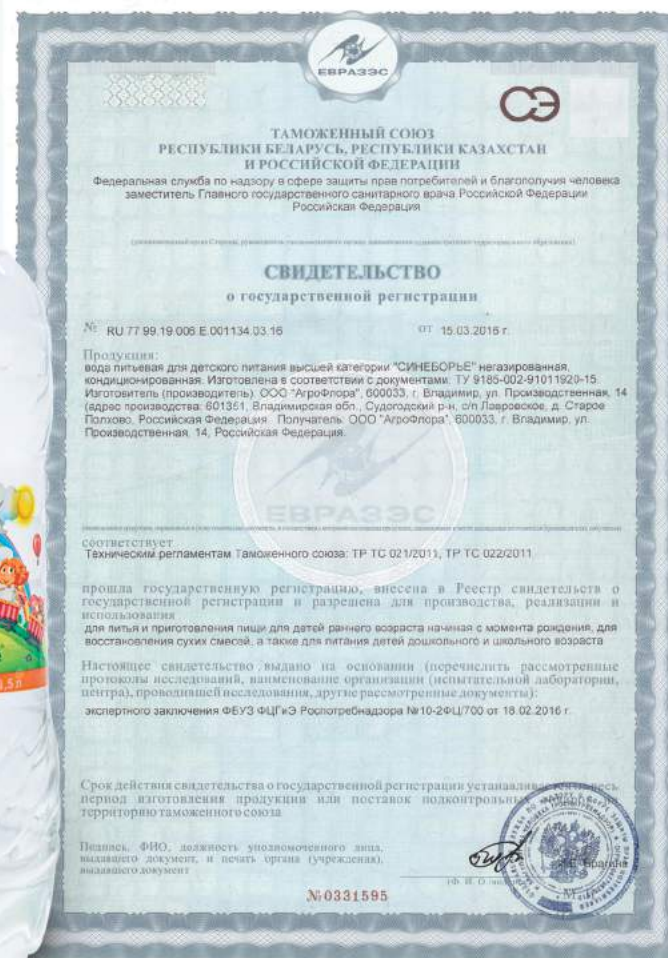 ЕВРАЗЭС
СЭ
ТАМОЖЕННЫЙ СОЮЗ
РЕСПУБЛИКИ БЕЛАРУСЬ, РЕСПУБЛИКИ КАЗАХСТАН
И РОССИЙСКОЙ ФЕДЕРАЦИИ
Федеральная служба по надзору в сфере защиты прав потребителей и благополучия человека
заместитель Главного государственного санитарного врача Российской Федерации
Российская Федерация
СВИДЕТЕЛЬСТВО
о государственной регистрации
№ RU.77.99.19.006.Е.001134.03.16 от 15.03.2016 г.
Продукция:
вода питьевая для детского питания высшей категории "СИНЕБОРЬЕ" негазированная,
кондиционированная. Изготовлена в соответствии с документами: ТУ 9185-002-91011920-15.
Изготовитель (производитель): ООО "АгроФлора", 600033, г. Владимир, ул. Производственная, 14
(адрес производства: 601351, Владимирская обл., Судогодский р-н, с/п Лавровское, д. Старое
Полхово, Российская Федерация. Получатель: ООО "АгроФлора", 600033, г. Владимир, ул.
Производственная, 14, Российская Федерация.
ЕВРАЗЭС
соответствует
Техническим регламентам Таможенного союза: ТР ТС 021/2011, ТР ТС 022/2011
прошла государственную регистрацию, внесена в Реестр свидетельств о
государственной регистрации и разрешена для производства, реализации и
использования
для питья и приготовления пищи для детей раннего возраста начиная с момента рождения, для
восстановления сухих смесей, а также для питания детей дошкольного и школьного возраста
Настоящее свидетельство выдано на основании (перечислить рассмотренные
протоколы исследований, наименование организации (испытательной лаборатории,
центра), проводившей исследования, другие рассмотренные документы):
экспертного заключения ФБУЗ ФЦГиЭ Роспотребнадзора №10-2ФЦ/700 от 18.02.2016 г.
Срок действия свидетельства о государственной регистрации устанавливается на весь
период изготовления продукции или поставок подконтрольных
территорию таможенного союза
Подпись, ФИО, должность уполномоченного лица,
выдавшего документ, и печать органа (учреждения),
выдавшего документ
Брагина
(Ф. И. О.
№0331595
,5 л